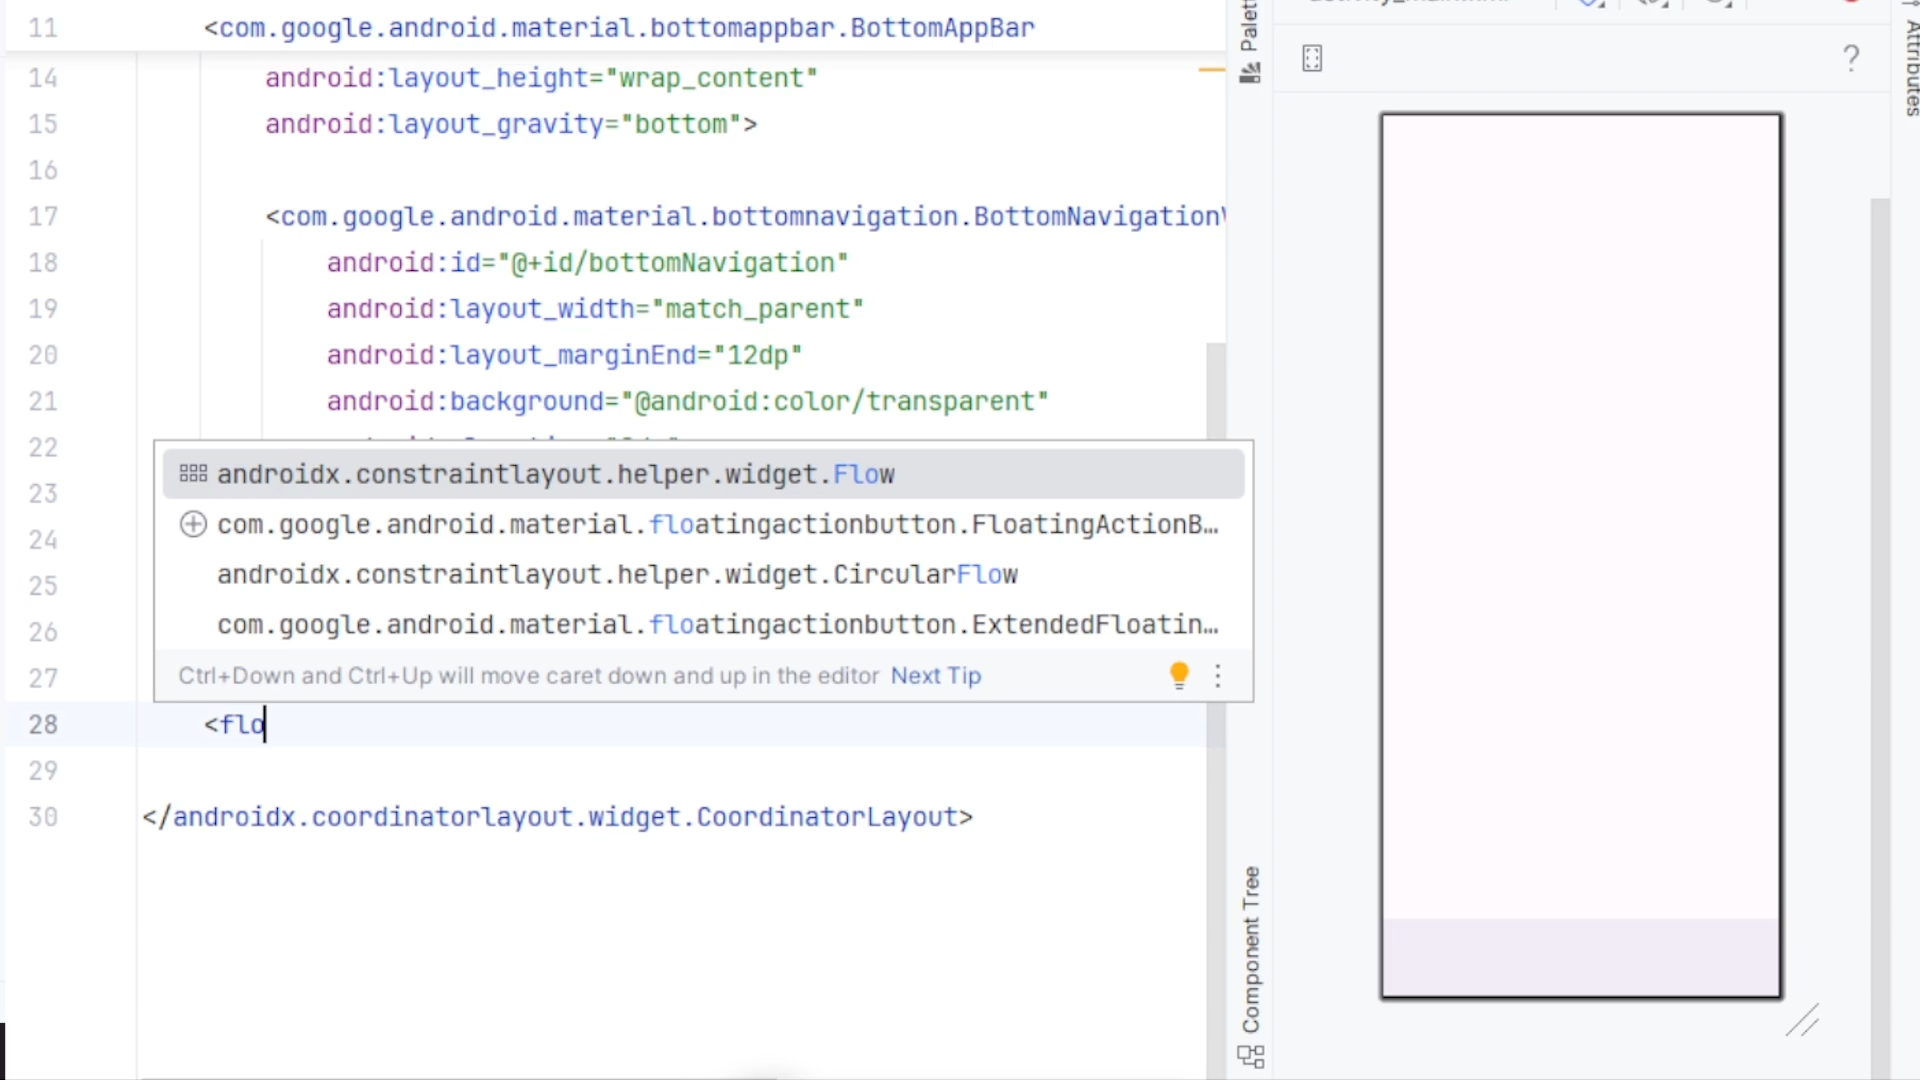 11 <com.google.android.material.bottomappbar.BottomAppBar
14 android:layout_height="wrap_content"
15 android:layout_gravity="bottom">
16
17 <com.google.android.material.bottomnavigation.BottomNavigation
18 android:id="@+id/bottomNavigation"
19 android:layout_width="match_parent"
20 android:layout_marginEnd="12dp"
21 android:background="@android:color/transparent"
22
androidx.constraintlayout.helper.widget.Flow
23
com.google.android.material.floatingactionbutton.FloatingActionB…
24
androidx.constraintlayout.helper.widget.CircularFlow
25
com.google.android.material.floatingactionbutton.ExtendedFloatin…
26
Ctrl+Down and Ctrl+Up will move caret down and up in the editor Next Tip
27
28 <flo
29
30 </androidx.coordinatorlayout.widget.CoordinatorLayout>
?
Attributes
Component Tree